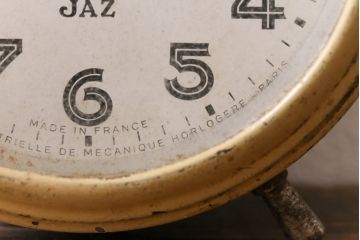 JAZ
4
7
5
6
MADE IN FRANCE
TRIELLE DE MECANIQUE HORLOGERE PARIS